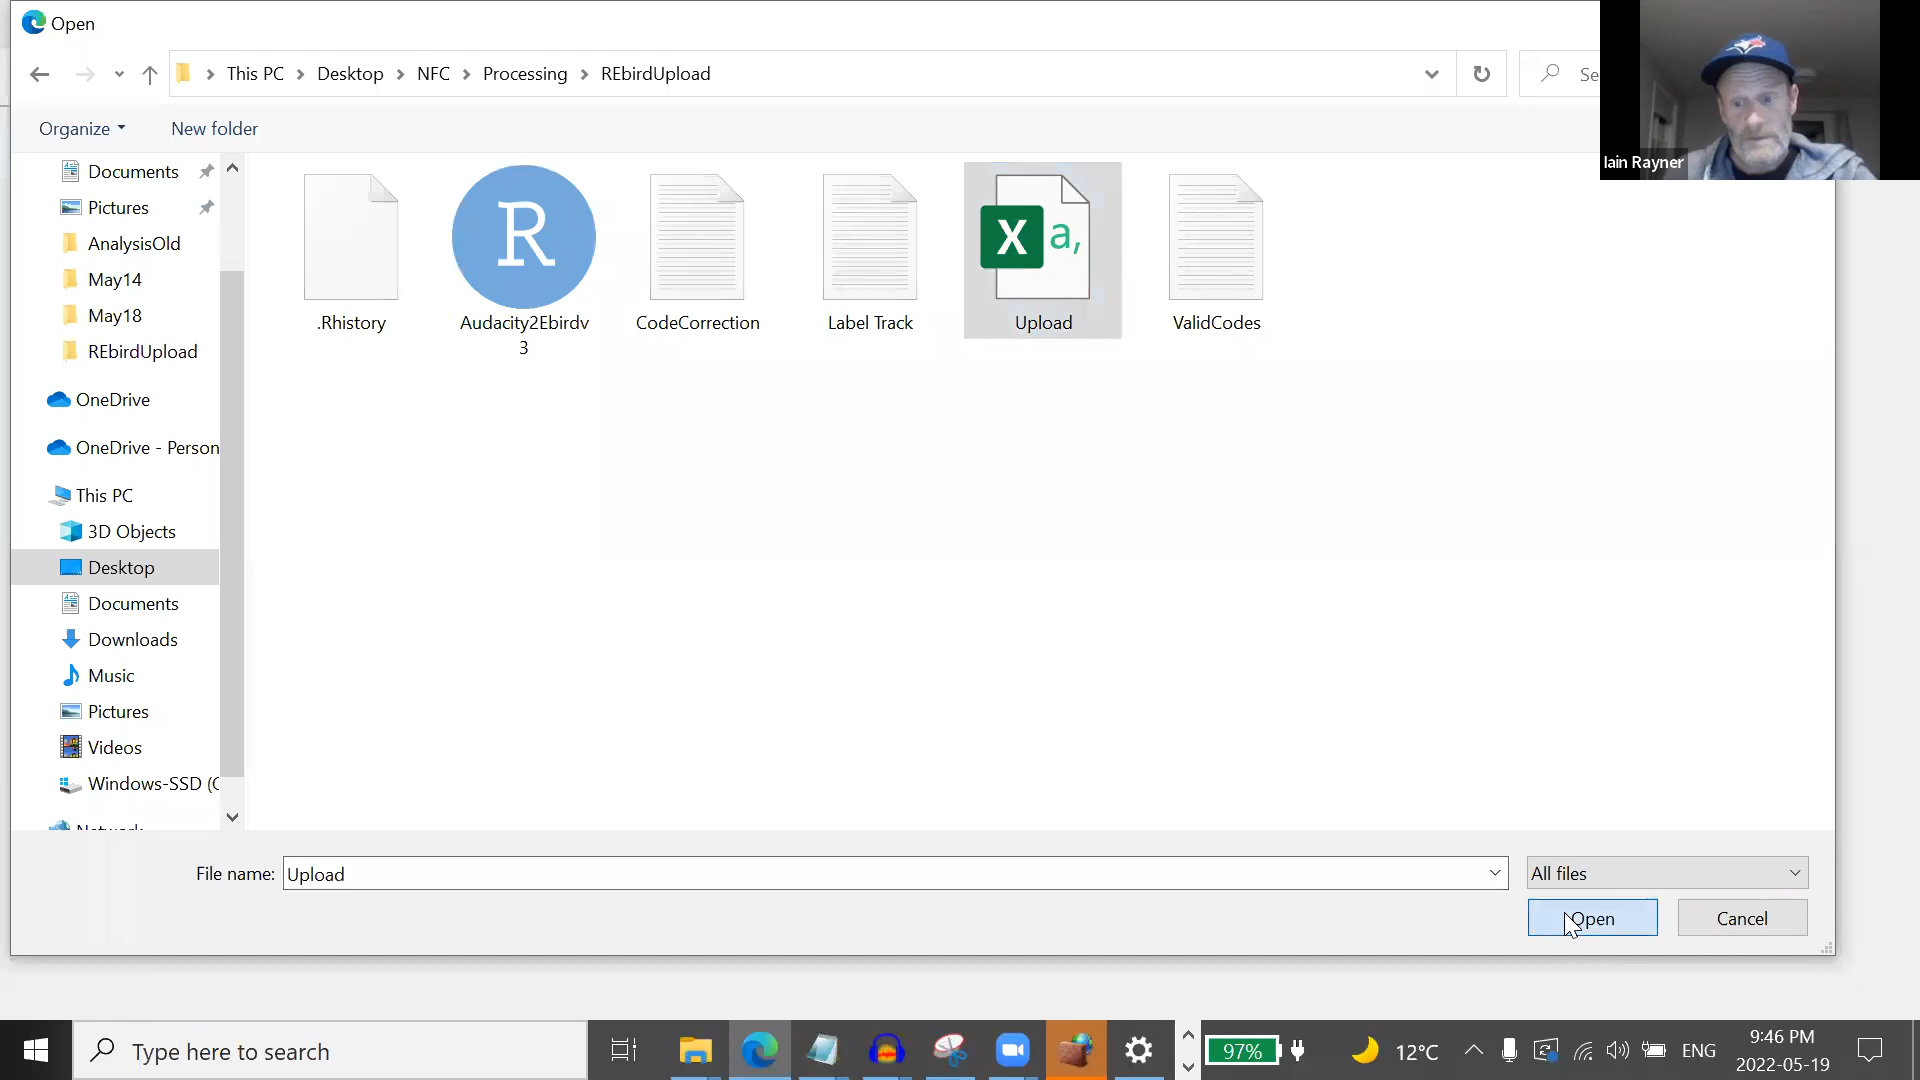 Open
This PC > Desktop > NFC > Processing > REbirdUpload
Se
Iain Rayner
Organize
New folder
Documents
Pictures
AnalysisOld
May14
May18
REbirdUpload
OneDrive
OneDrive - Person
This PC
3D Objects
Desktop
Documents
Downloads
Music
Pictures
Videos
Windows-SSD (C
Network
R
X a,
.Rhistory
Audacity2Ebirdv
3
CodeCorrection
Label Track
Upload
ValidCodes
File name: Upload
All files
Open
Cancel
Type here to search
97%
12°C
ENG
9:46 PM
2022-05-19